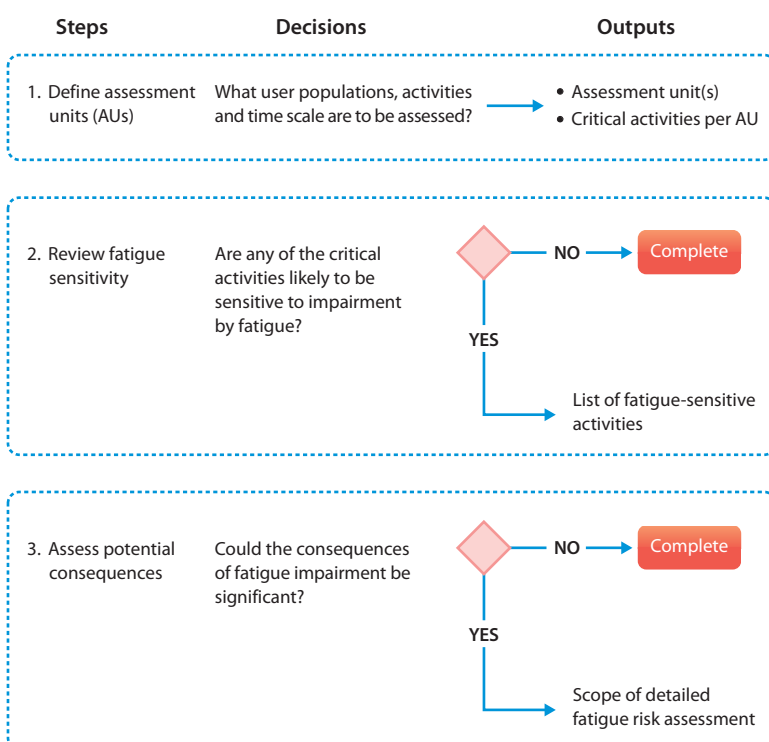 Steps Decisions Outputs
1. Define assessment units (AUs)
What user populations, activities
and time scale are to be assessed?
• Assessment unit(s)
• Critical activities per AU
2. Review fatigue
sensitivity
Are any of the critical
activities likely to be
sensitive to impairment
by fatigue?
NO
Complete
YES
List of fatigue-sensitive
activities
3. Assess potential
consequences
Could the consequences
of fatigue impairment be
significant?
NO
Complete
YES
Scope of detailed
fatigue risk assessment